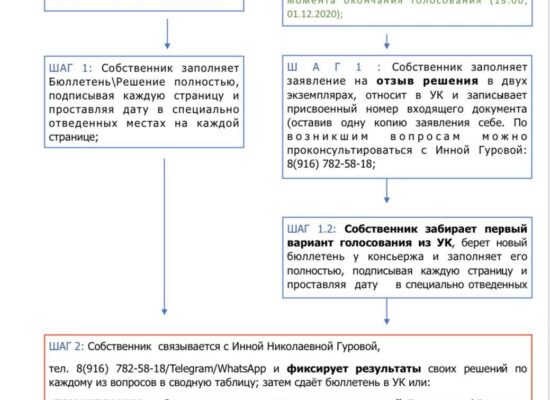 момента окончания голосования (15.00,
01.12.2020);
ШАГ 1: Собственник заполняет
Бюллетень\Решение полностью,
подписывая каждую страницу и
проставляя дату в специально
отведенных местах на каждой
странице;
ШАГ 1: Собственник заполняет
заявление на отзыв решения в двух
экземплярах, относит в УК и записывает
присвоенный номер входящего документа
(оставив одну копию заявления себе. По
возникшим вопросам можно
проконсультироваться с Инной Гуровой:
8(916) 782-58-18;
ШАГ 1.2: Собственник забирает первый
вариант голосования из УК, берет новый
бюллетень у консьержа и заполняет его
полностью, подписывая каждую страницу и
проставляя дату в специально отведенных
ШАГ 2: Собственник связывается с Инной Николаевной Гуровой,
тел. 8(916) 782-58-18/Telegram/WhatsApp и фиксирует результаты своих решений по
каждому из вопросов в сводную таблицу; затем сдаёт бюллетень в УК или: